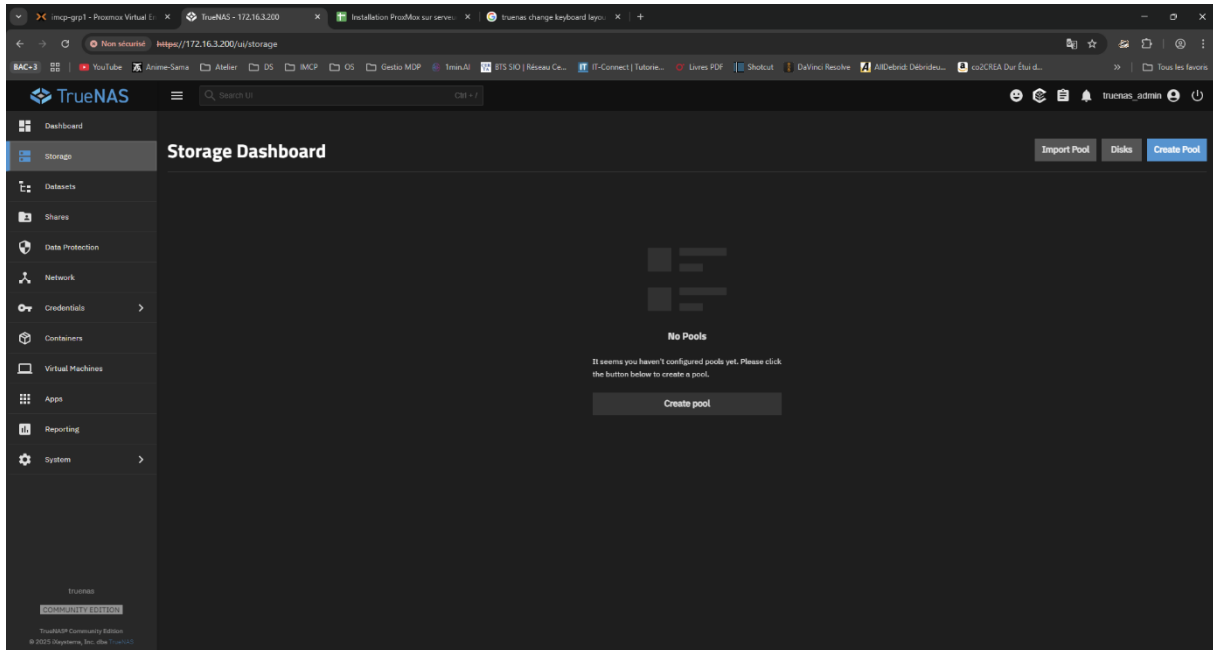 imcp-grp1 - Proxmox Virtual En
TrueNAS - 172.16.3.200
Installation ProxMox sur serveu
truenas change keyboard layou
Non sécurisé
https://172.16.3.200/ui/storage
BAC+3
YouTube
Anime-Sama
Atelier
DS
IMCP
OS
Gestio MDP
1min.AI
BTS SIO | Réseau Ce...
IT-Connect | Tutorie...
Livres PDF
Shotcut
DaVinci Resolve
AllDebrid: Débrideu...
co2CREA Dur Étui d...
»
Tous les favoris
TrueNAS
Search UI
Ctrl + /
truenas_admin
Dashboard
Storage
Datasets
Shares
Data Protection
Network
Credentials
Containers
Virtual Machines
Apps
Reporting
System
Storage Dashboard
Import Pool
Disks
Create Pool
No Pools
It seems you haven't configured pools yet. Please click
the button below to create a pool.
Create pool
truenas
COMMUNITY EDITION
TrueNAS® Community Edition
© 2025 iXsystems, Inc. dba TrueNAS